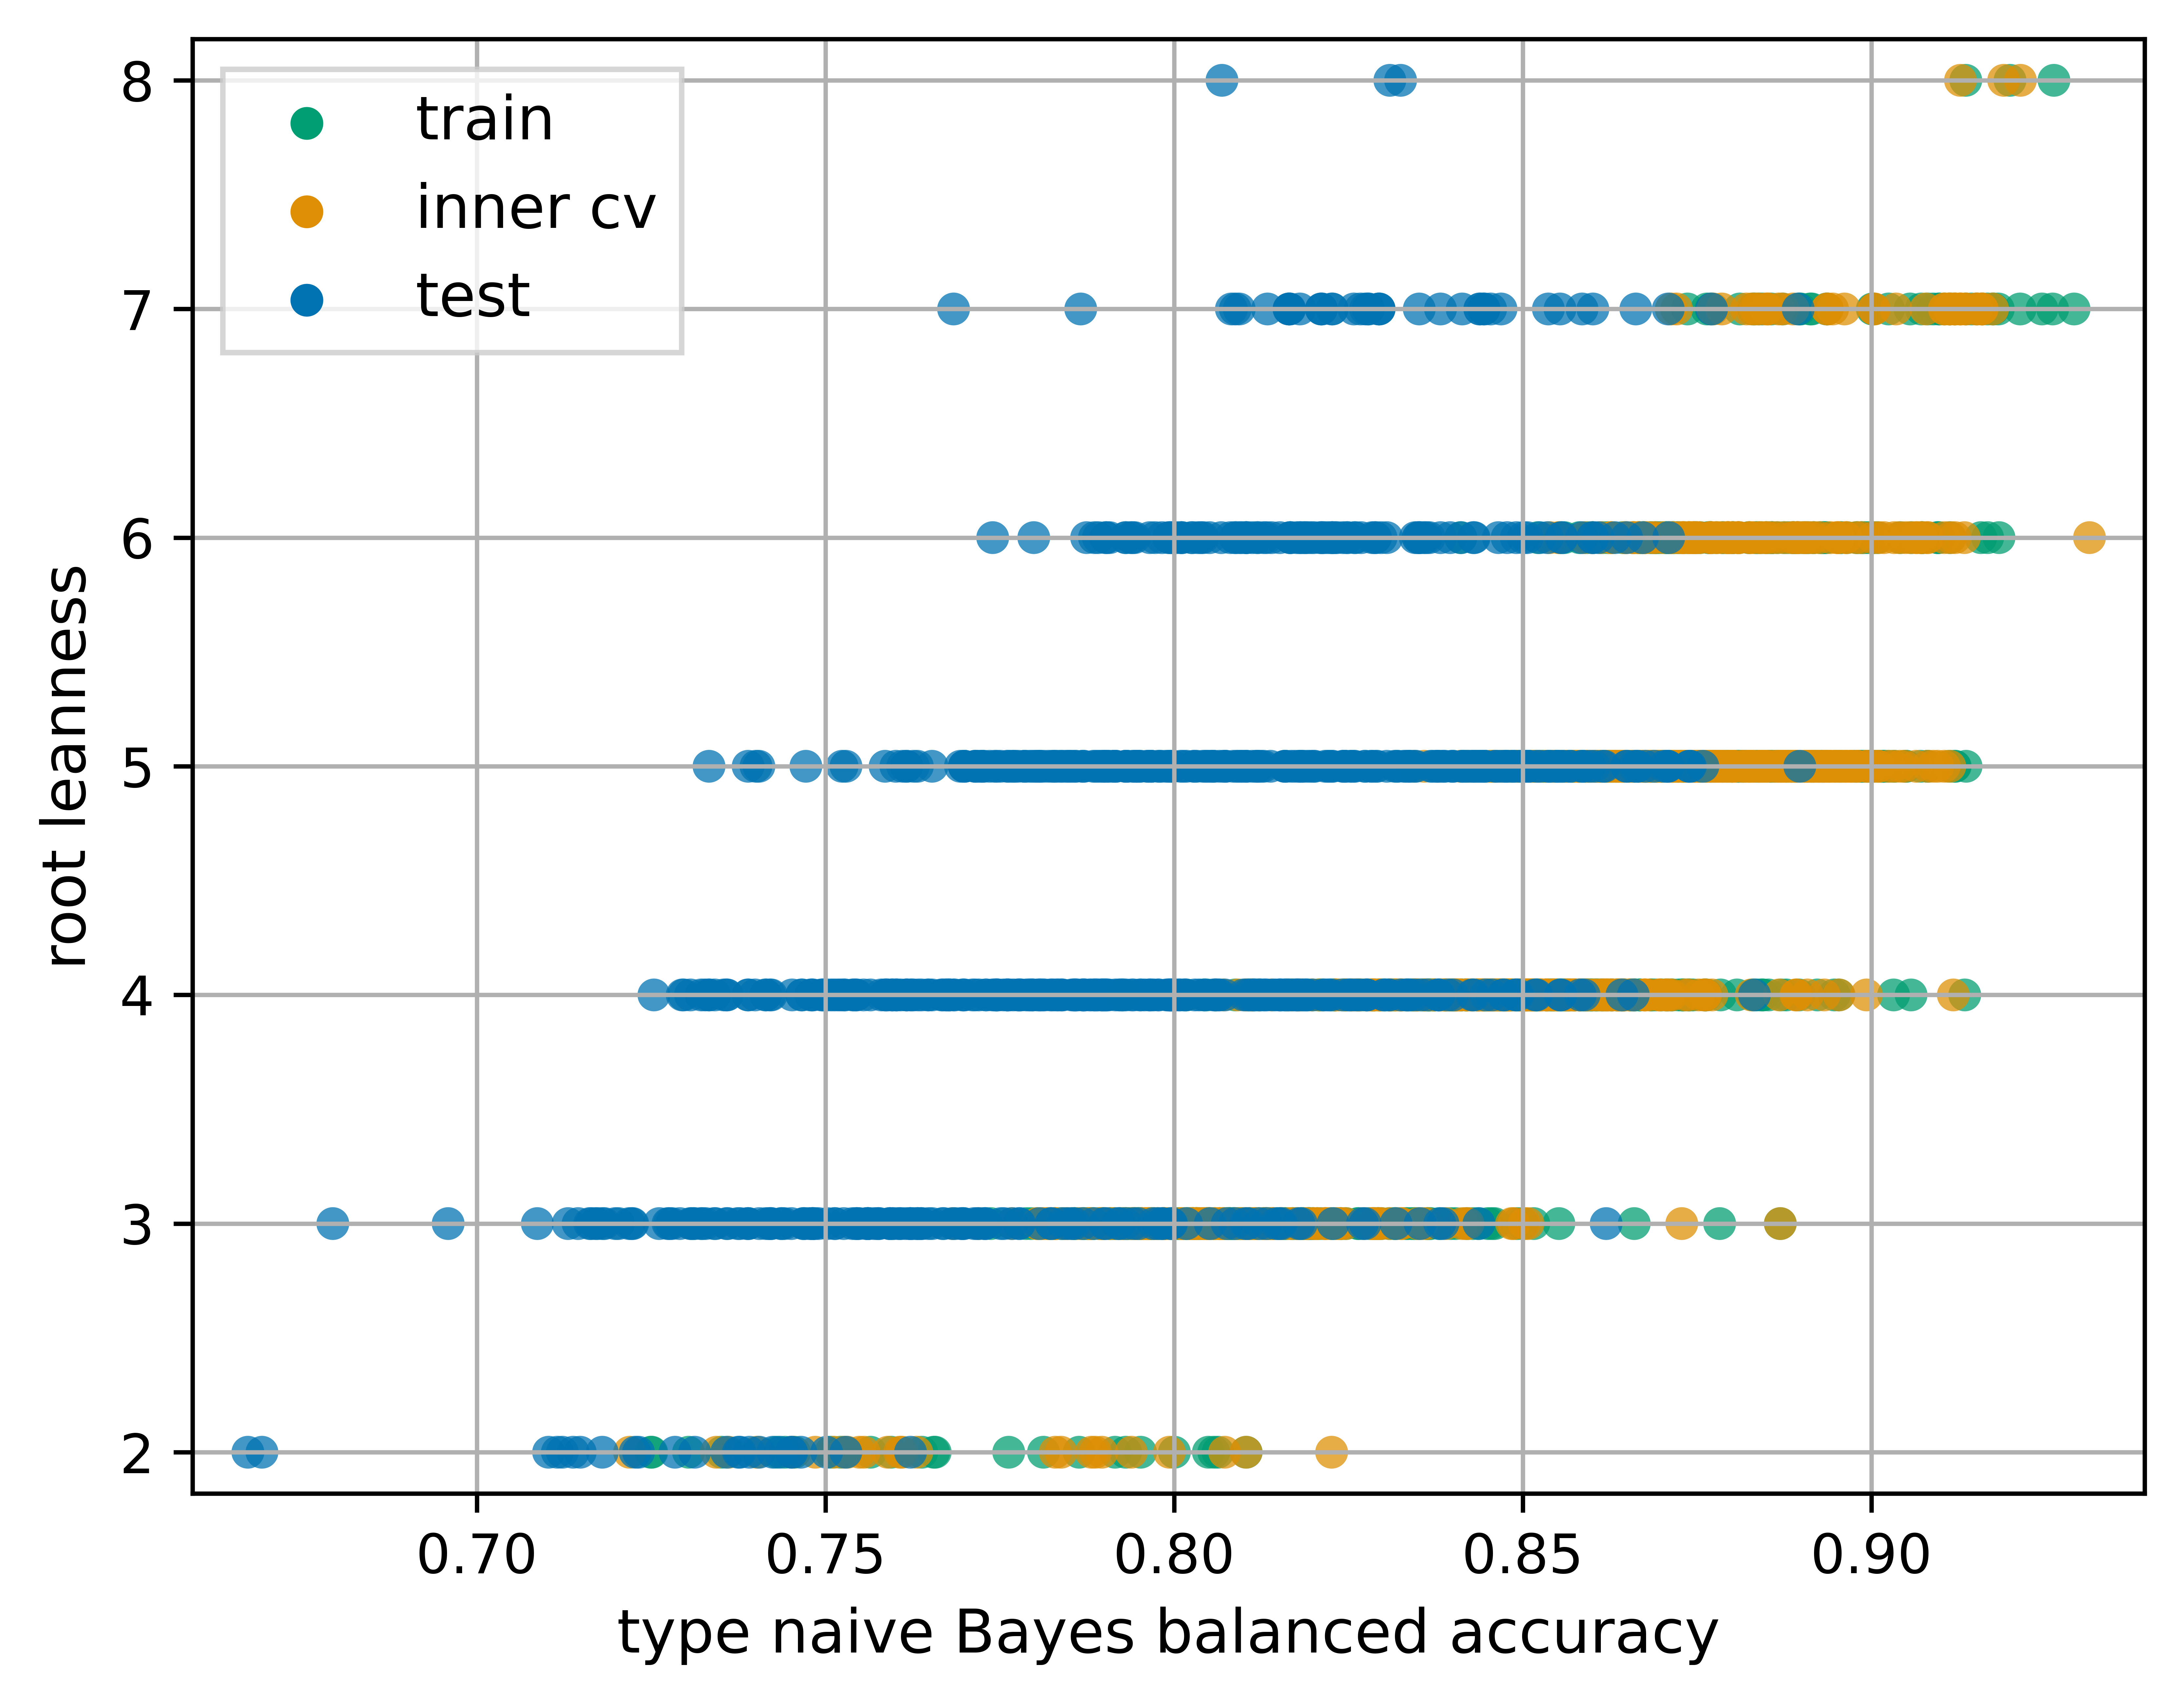 8
7
6
5
4
3
2
root leanness
train
inner cv
test
0.70 0.75 0.80 0.85 0.90
type naive Bayes balanced accuracy